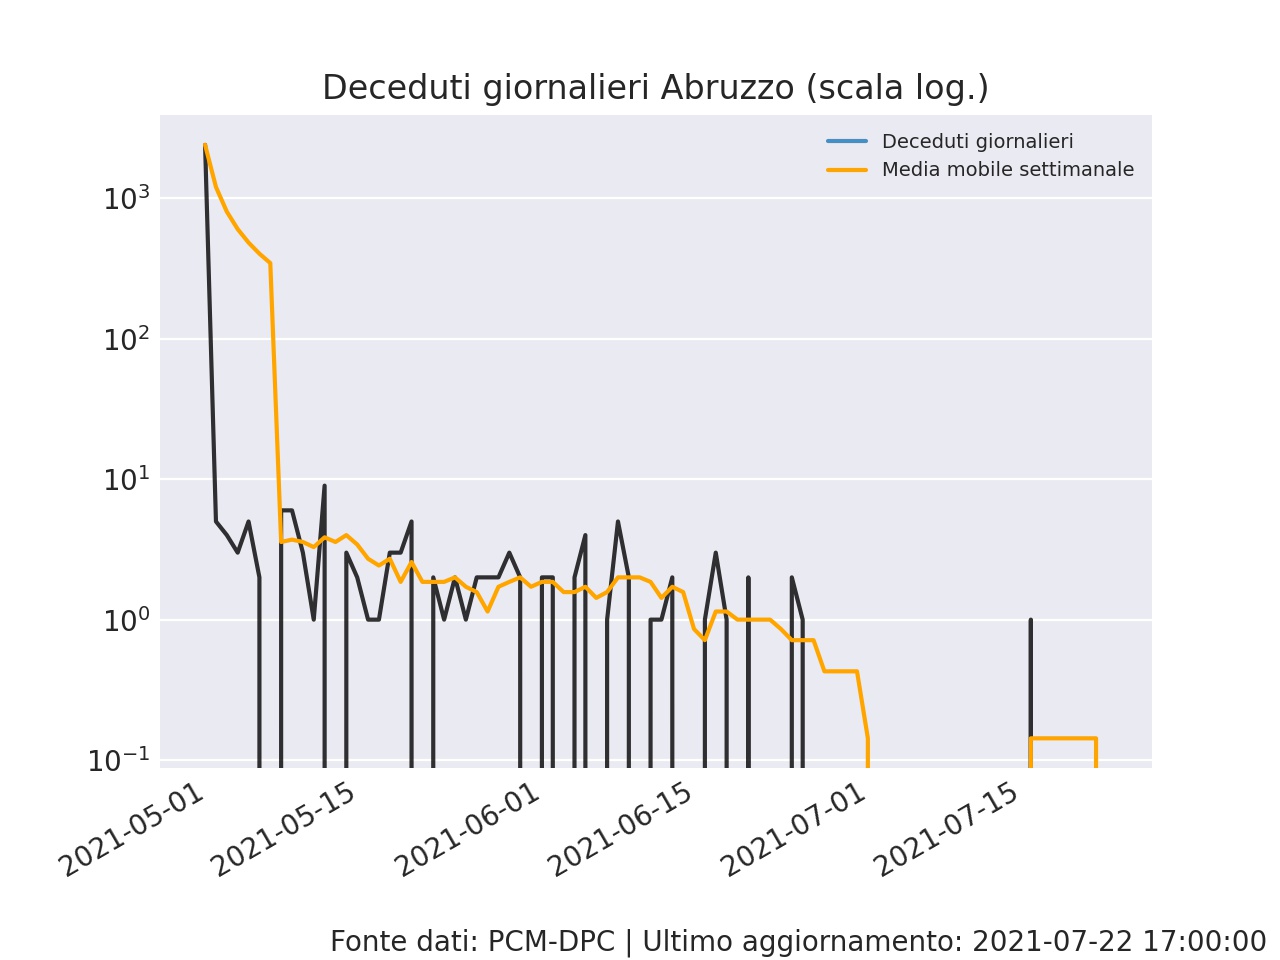 Deceduti giornalieri Abruzzo (scala log.)
Deceduti giornalieri
Media mobile settimanale
10³
10²
10¹
10⁰
10⁻¹
2021-05-01
2021-05-15
2021-06-01
2021-06-15
2021-07-01
2021-07-15
Fonte dati: PCM-DPC | Ultimo aggiornamento: 2021-07-22 17:00:00